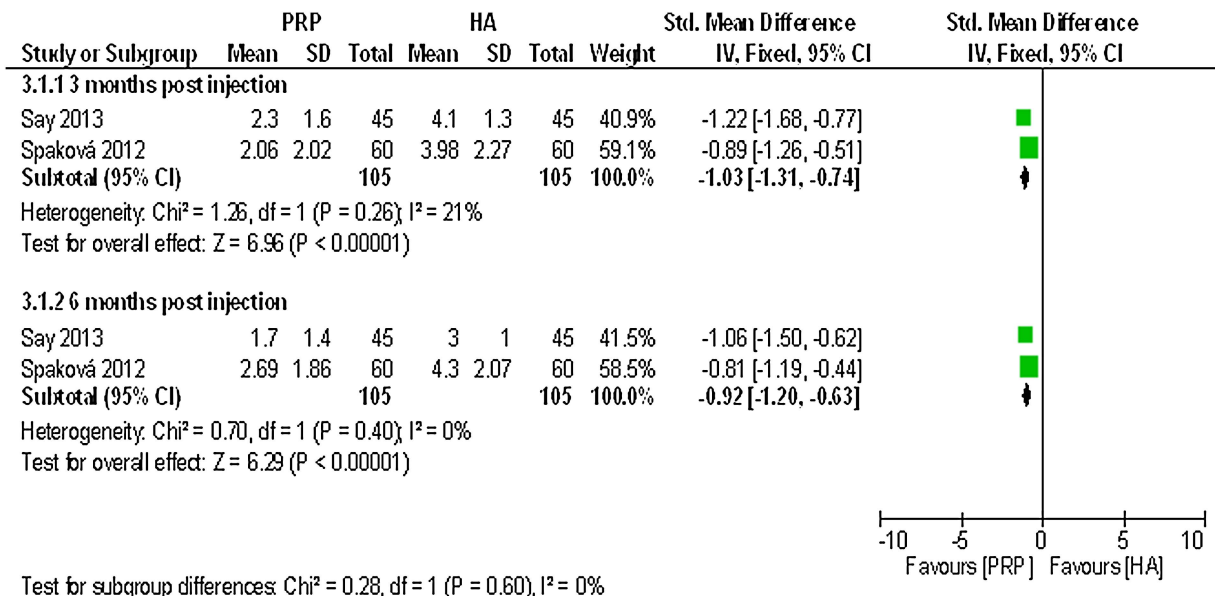 PRP HA Std. Mean Difference Std. Mean Difference
Study or Subgroup Mean SD Total Mean SD Total Weight IV, Fixed, 95% CI IV, Fixed, 95% CI
3.1.1 3 months post injection
Say 2013 2.3 1.6 45 4.1 1.3 45 40.9% -1.22 [-1.68, -0.77]
Spaková 2012 2.06 2.02 60 3.98 2.27 60 59.1% -0.89 [-1.26, -0.51]
Subtotal (95% CI) 105 105 100.0% -1.03 [-1.31, -0.74]
Heterogeneity: Chi² = 1.26, df = 1 (P = 0.26); I² = 21%
Test for overall effect: Z = 6.96 (P < 0.00001)
3.1.2 6 months post injection
Say 2013 1.7 1.4 45 3 1 45 41.5% -1.06 [-1.50, -0.62]
Spaková 2012 2.69 1.86 60 4.3 2.07 60 58.5% -0.81 [-1.19, -0.44]
Subtotal (95% CI) 105 105 100.0% -0.92 [-1.20, -0.63]
Heterogeneity: Chi² = 0.70, df = 1 (P = 0.40); I² = 0%
Test for overall effect: Z = 6.29 (P < 0.00001)
-10 -5 0 5 10
Favours [PRP] Favours [HA]
Test for subgroup differences: Chi² = 0.28, df = 1 (P = 0.60), I² = 0%